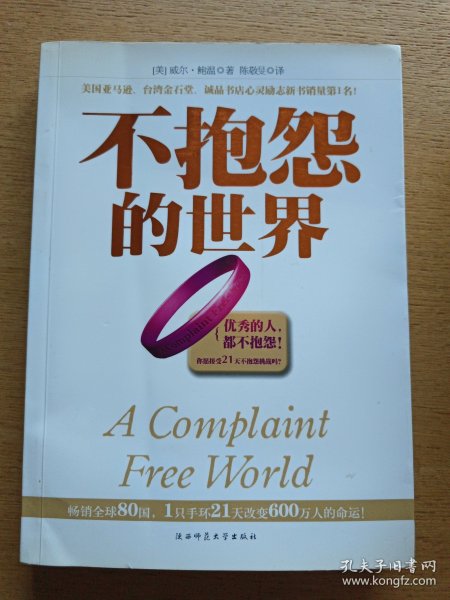 [美] 威尔·鲍温◎著 陈敬旻◎译
美国亚马逊、台湾金石堂、诚品书店心灵励志新书销量第1名!
不抱怨
的世界
A Complaint Free
优秀的人,
都不抱怨!
你愿接受21天不抱怨挑战吗?
A Complaint
Free World
畅销全球80国,1只手环21天改变600万人的命运!
陕西师范大学出版社
孔夫子旧书网
www.kongfz.com